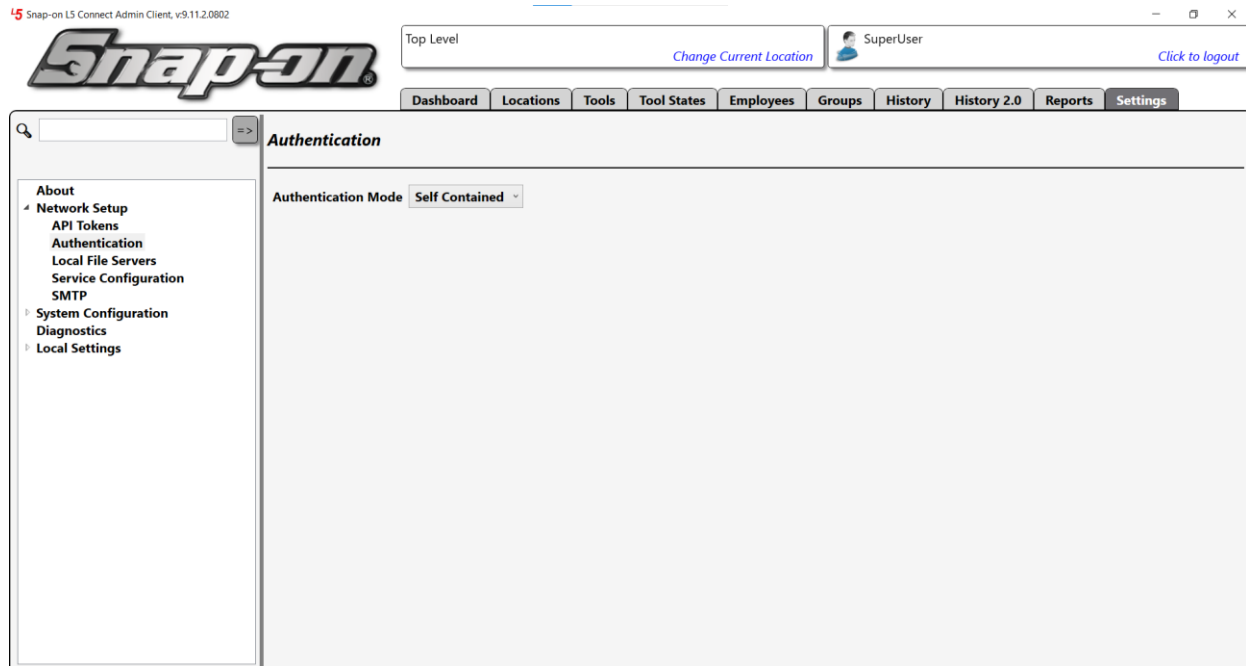 L5 Snap-on L5 Connect Admin Client, v:9.11.2.0802
Snap-on ®
Top Level
Change Current Location
SuperUser
Click to logout
Dashboard Locations Tools Tool States Employees Groups History History 2.0 Reports Settings
=>
Authentication
About
Network Setup
API Tokens
Authentication
Local File Servers
Service Configuration
SMTP
System Configuration
Diagnostics
Local Settings
Authentication Mode Self Contained